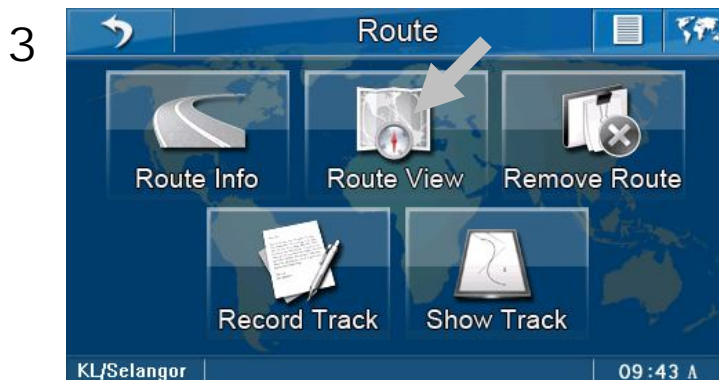 3
Route
Route Info
Route View
Remove Route
Record Track
Show Track
KL/Selangor
09:43 A